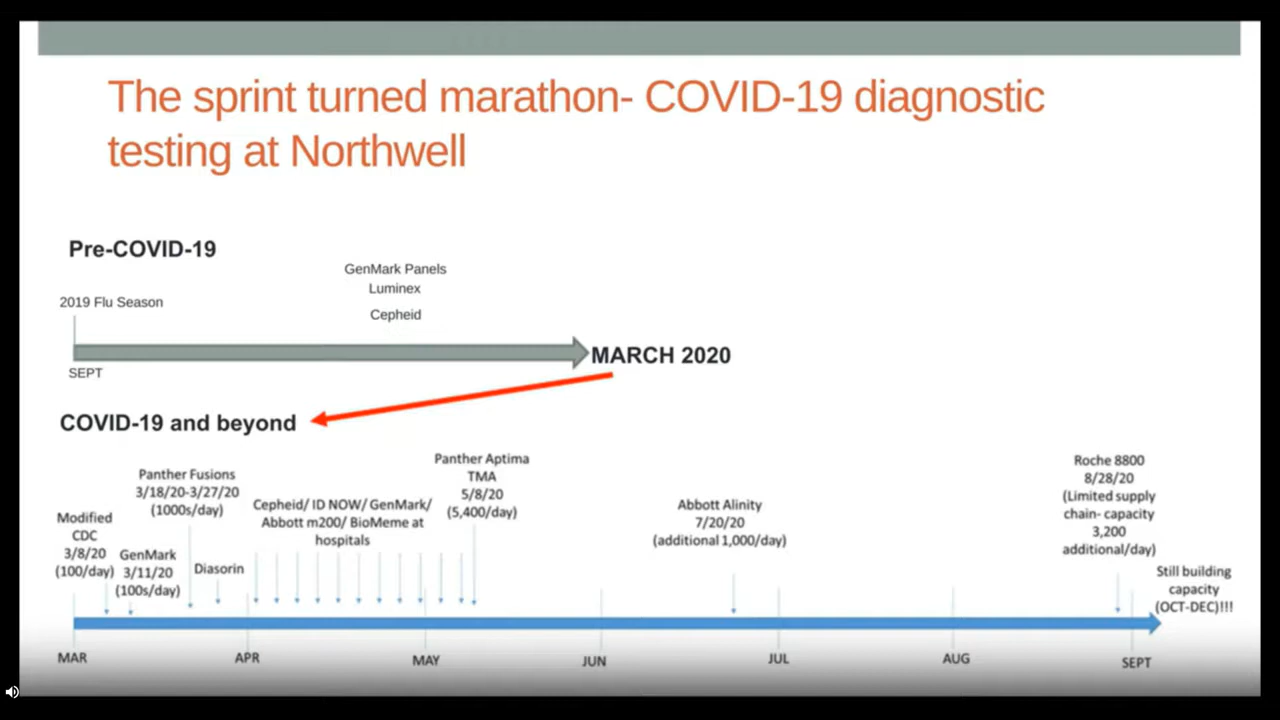 The sprint turned marathon- COVID-19 diagnostic
testing at Northwell
Pre-COVID-19
GenMark Panels
Luminex
Cepheid
2019 Flu Season
MARCH 2020
SEPT
COVID-19 and beyond
Modified
CDC
3/8/20
(100/day)
GenMark
3/11/20
(100s/day)
Panther Fusions
3/18/20-3/27/20
(1000s/day)
Diasorin
Cepheid/ ID NOW/ GenMark/
Abbott m200/ BioMeme at
hospitals
Panther Aptima
TMA
5/8/20
(5,400/day)
Abbott Alinity
7/20/20
(additional 1,000/day)
Roche 8800
8/28/20
(Limited supply
chain- capacity
3,200
additional/day)
Still building
capacity
(OCT-DEC)!!!
MAR
APR
MAY
JUN
JUL
AUG
SEPT